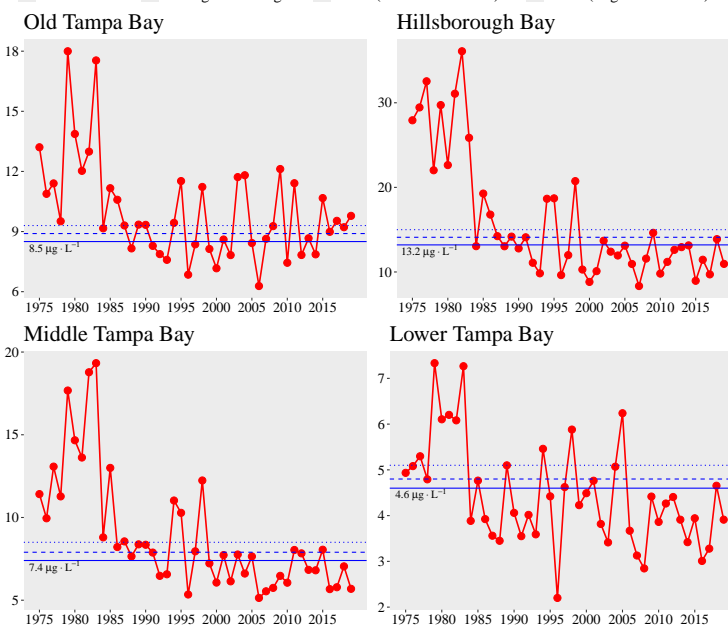 Old Tampa Bay
Hillsborough Bay
18
15
12
9
6
8.5 µg · L⁻¹
1975 1980 1985 1990 1995 2000 2005 2010 2015
30
20
10
13.2 µg · L⁻¹
1975 1980 1985 1990 1995 2000 2005 2010 2015
Middle Tampa Bay
Lower Tampa Bay
20
15
10
5
7.4 µg · L⁻¹
1975 1980 1985 1990 1995 2000 2005 2010 2015
7
6
5
4
3
2
4.6 µg · L⁻¹
1975 1980 1985 1990 1995 2000 2005 2010 2015